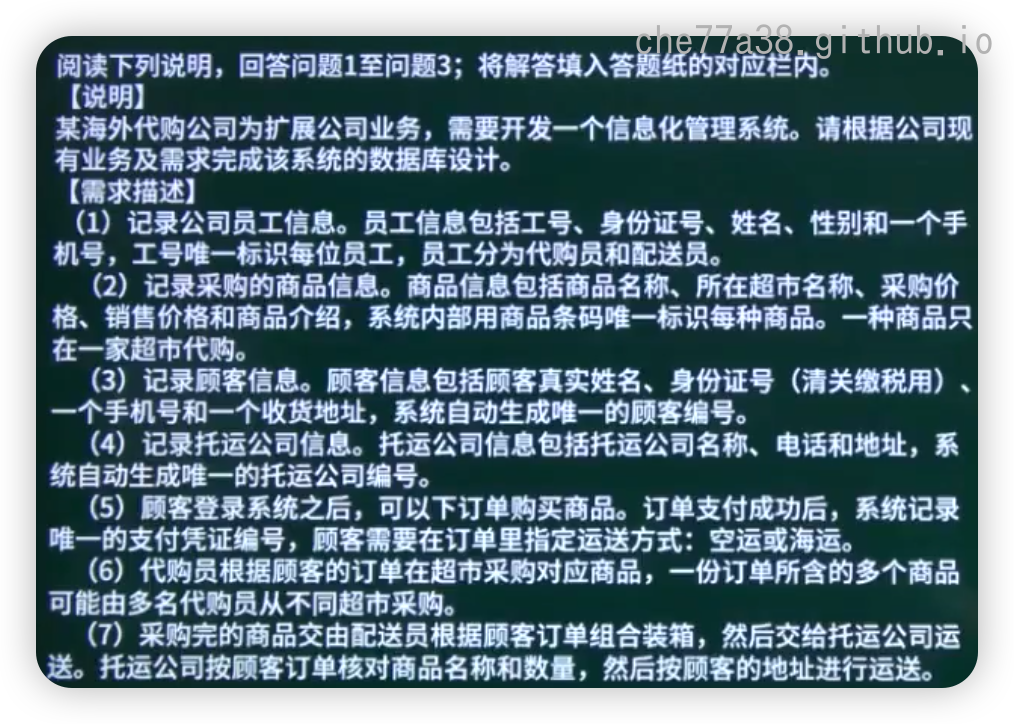 che77a38.github.io
阅读下列说明，回答问题1至问题3；将解答填入答题纸的对应栏内。
【说明】
某海外代购公司为扩展公司业务，需要开发一个信息化管理系统。请根据公司现
有业务及需求完成该系统的数据库设计。
【需求描述】
（1）记录公司员工信息。员工信息包括工号、身份证号、姓名、性别和一个手
机号，工号唯一标识每位员工，员工分为代购员和配送员。
（2）记录采购的商品信息。商品信息包括商品名称、所在超市名称、采购价
格、销售价格和商品介绍，系统内部用商品条码唯一标识每种商品。一种商品只
在一家超市代购。
（3）记录顾客信息。顾客信息包括顾客真实姓名、身份证号（清关缴税用）、
一个手机号和一个收货地址，系统自动生成唯一的顾客编号。
（4）记录托运公司信息。托运公司信息包括托运公司名称、电话和地址，系
统自动生成唯一的托运公司编号。
（5）顾客登录系统之后，可以下订单购买商品。订单支付成功后，系统记录
唯一的支付凭证编号，顾客需要在订单里指定运送方式：空运或海运。
（6）代购员根据顾客的订单在超市采购对应商品，一份订单所含的多个商品
可能由多名代购员从不同超市采购。
（7）采购完的商品交由配送员根据顾客订单组合装箱，然后交给托运公司运
送。托运公司按顾客订单核对商品名称和数量，然后按顾客的地址进行运送。